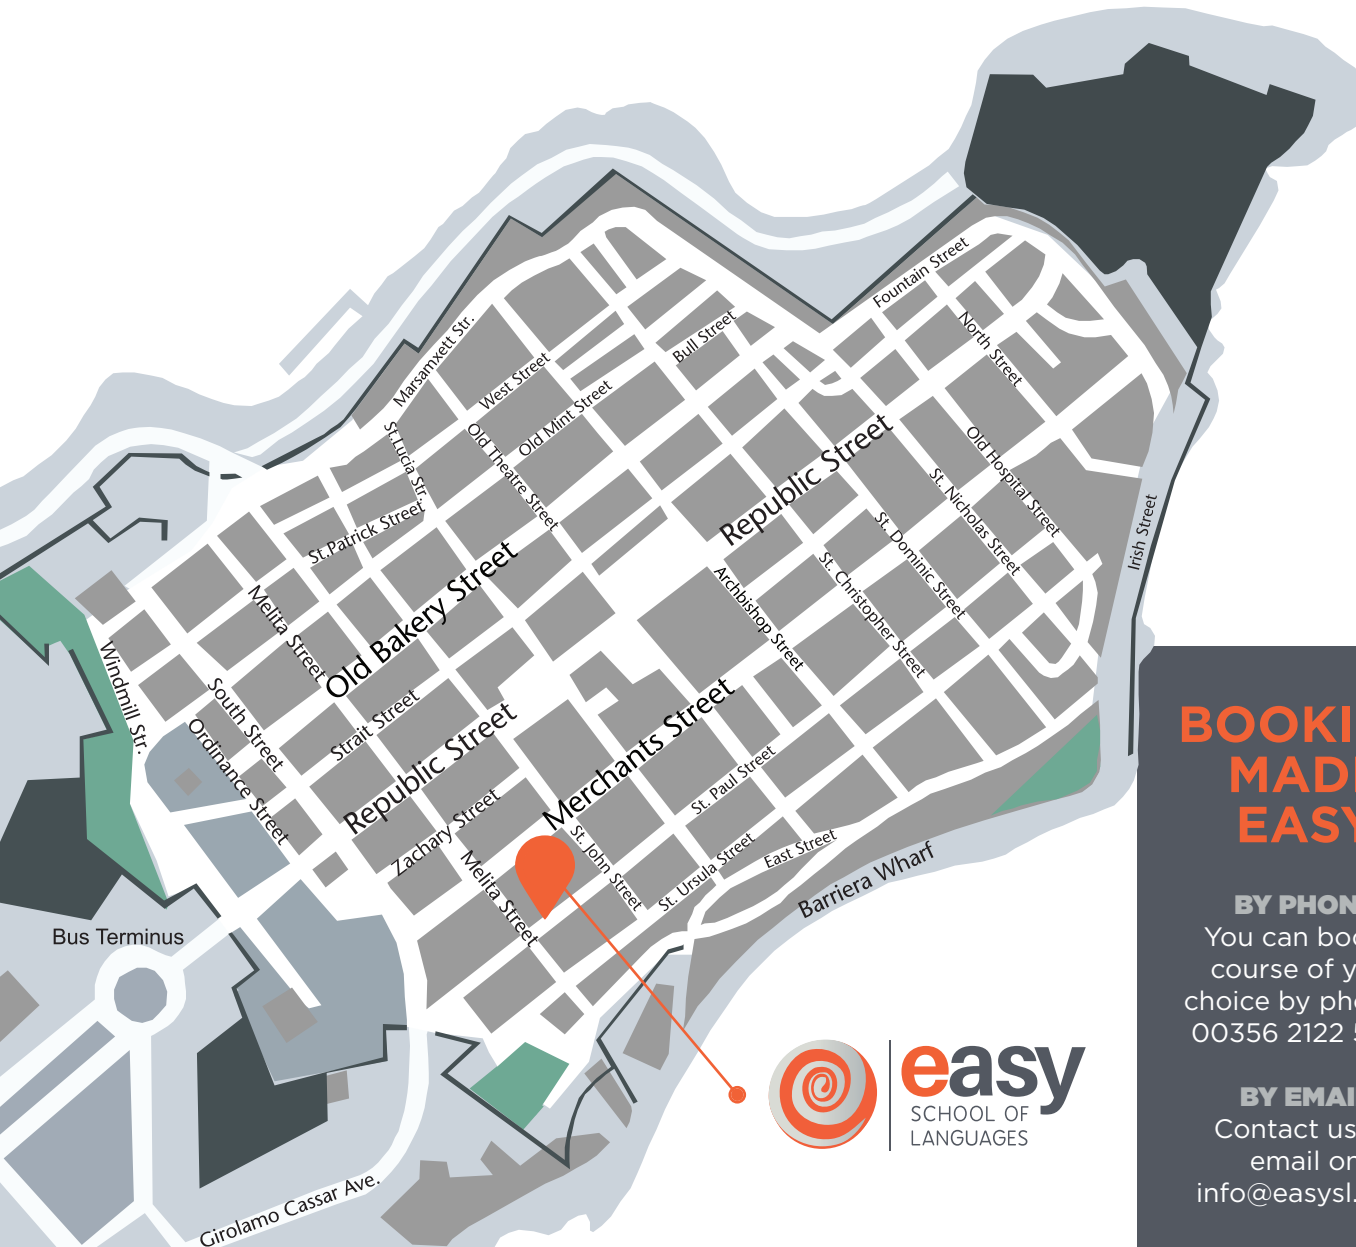 Fountain Street
North Street
Marsamxett Str.
Bull Street
West Street
Old Mint Street
St.Lucia Str.
Old Theatre Street
Republic Street
Old Hospital Street
St. Nicholas Street
Irish Street
St.Patrick Street
St. Dominic Street
St. Christopher Street
Archbishop Street
Old Bakery Street
Melita Street
Windmill Str.
South Street
Ordinance Street
Strait Street
Republic Street
Merchants Street
Zachary Street
St. Paul Street
St. John Street
Melita Street
St. Ursula Street
East Street
Barriera Wharf
Bus Terminus
Girolamo Cassar Ave.
easy
SCHOOL OF
LANGUAGES
BOOKI
MAD
EASY
BY PHON
You can boo
course of y
choice by pho
00356 2122
BY EMAI
Contact us
email on
info@easysl.